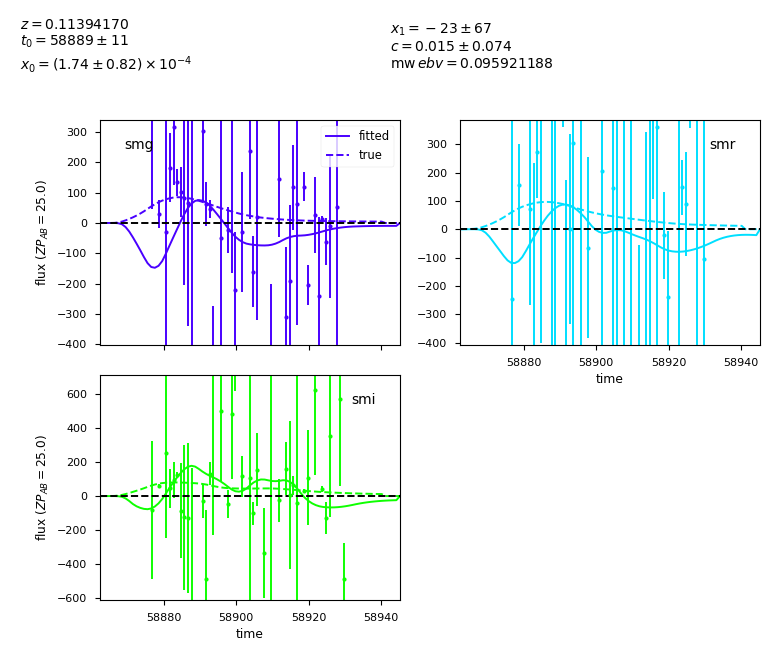 z = 0.11394170
t₀ = 58889 ± 11
x₀ = (1.74 ± 0.82) × 10⁻⁴
x₁ = −23 ± 67
c = 0.015 ± 0.074
mw ebv = 0.095921188
smg
fitted
true
300
200
100
0
−100
−200
−300
−400
flux (ZP_AB = 25.0)
smr
300
200
100
0
−100
−200
−300
−400
58880 58900 58920 58940
time
smi
600
400
200
0
−200
−400
−600
flux (ZP_AB = 25.0)
58880 58900 58920 58940
time